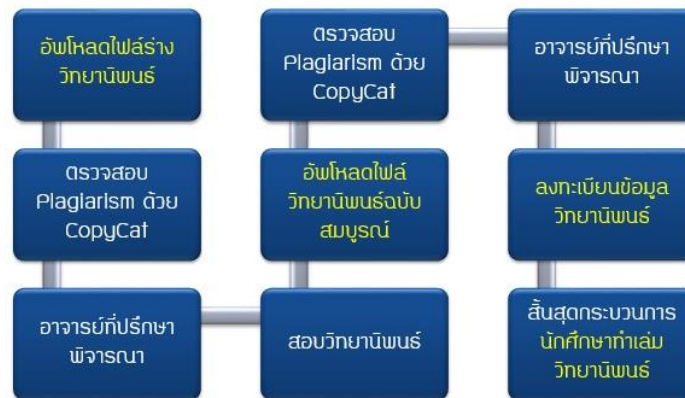 อัพโหลดไฟล์ร่าง
วิทยานิพนธ์
ตรวจสอบ
Plagiarism ด้วย
CopyCat
อาจารย์ที่ปรึกษา
พิจารณา
สอบวิทยานิพนธ์
อัพโหลดไฟล์
วิทยานิพนธ์ฉบับ
สมบูรณ์
ตรวจสอบ
Plagiarism ด้วย
CopyCat
อาจารย์ที่ปรึกษา
พิจารณา
ลงทะเบียนข้อมูล
วิทยานิพนธ์
สิ้นสุดกระบวนการ
นักศึกษาทำเล่ม
วิทยานิพนธ์